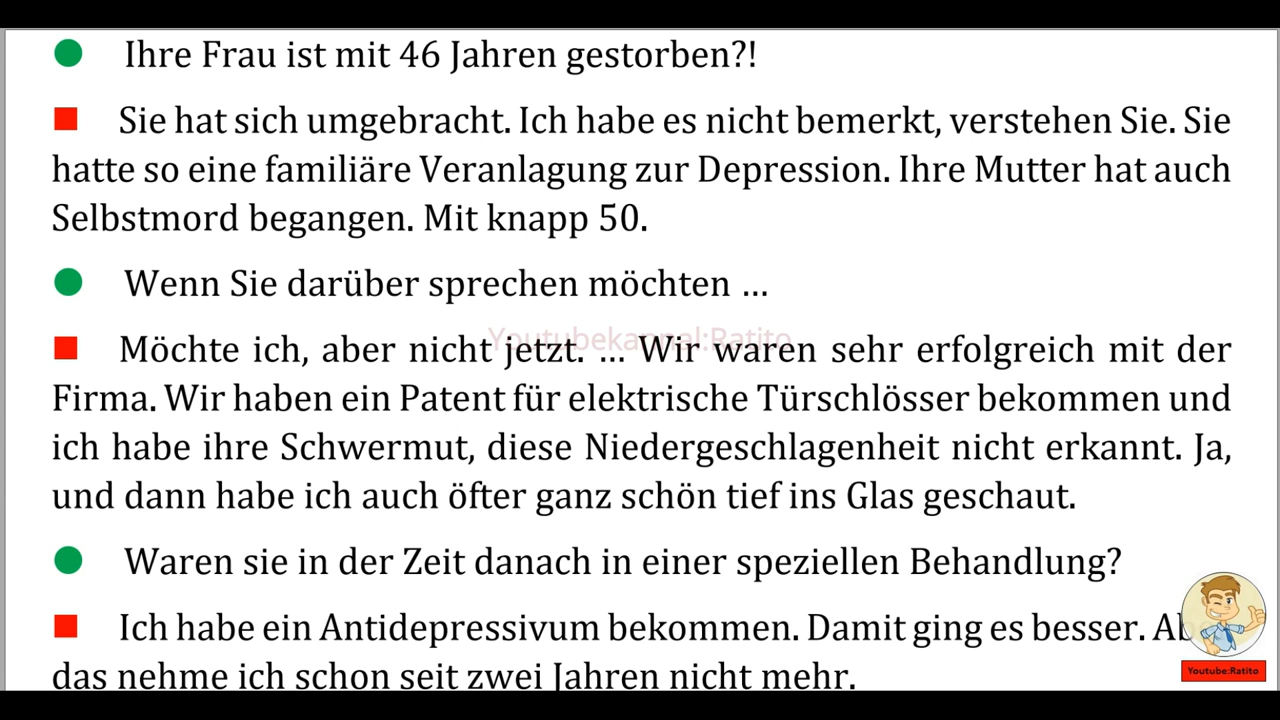 Ihre Frau ist mit 46 Jahren gestorben?!
Sie hat sich umgebracht. Ich habe es nicht bemerkt, verstehen Sie. Sie
hatte so eine familiäre Veranlagung zur Depression. Ihre Mutter hat auch
Selbstmord begangen. Mit knapp 50.
Wenn Sie darüber sprechen möchten ...
Youtubekannal:Ratito
Möchte ich, aber nicht jetzt. ... Wir waren sehr erfolgreich mit der
Firma. Wir haben ein Patent für elektrische Türschlösser bekommen und
ich habe ihre Schwermut, diese Niedergeschlagenheit nicht erkannt. Ja,
und dann habe ich auch öfter ganz schön tief ins Glas geschaut.
Waren sie in der Zeit danach in einer speziellen Behandlung?
Ich habe ein Antidepressivum bekommen. Damit ging es besser.
das nehme ich schon seit zwei Jahren nicht mehr.
Youtube:Ratito